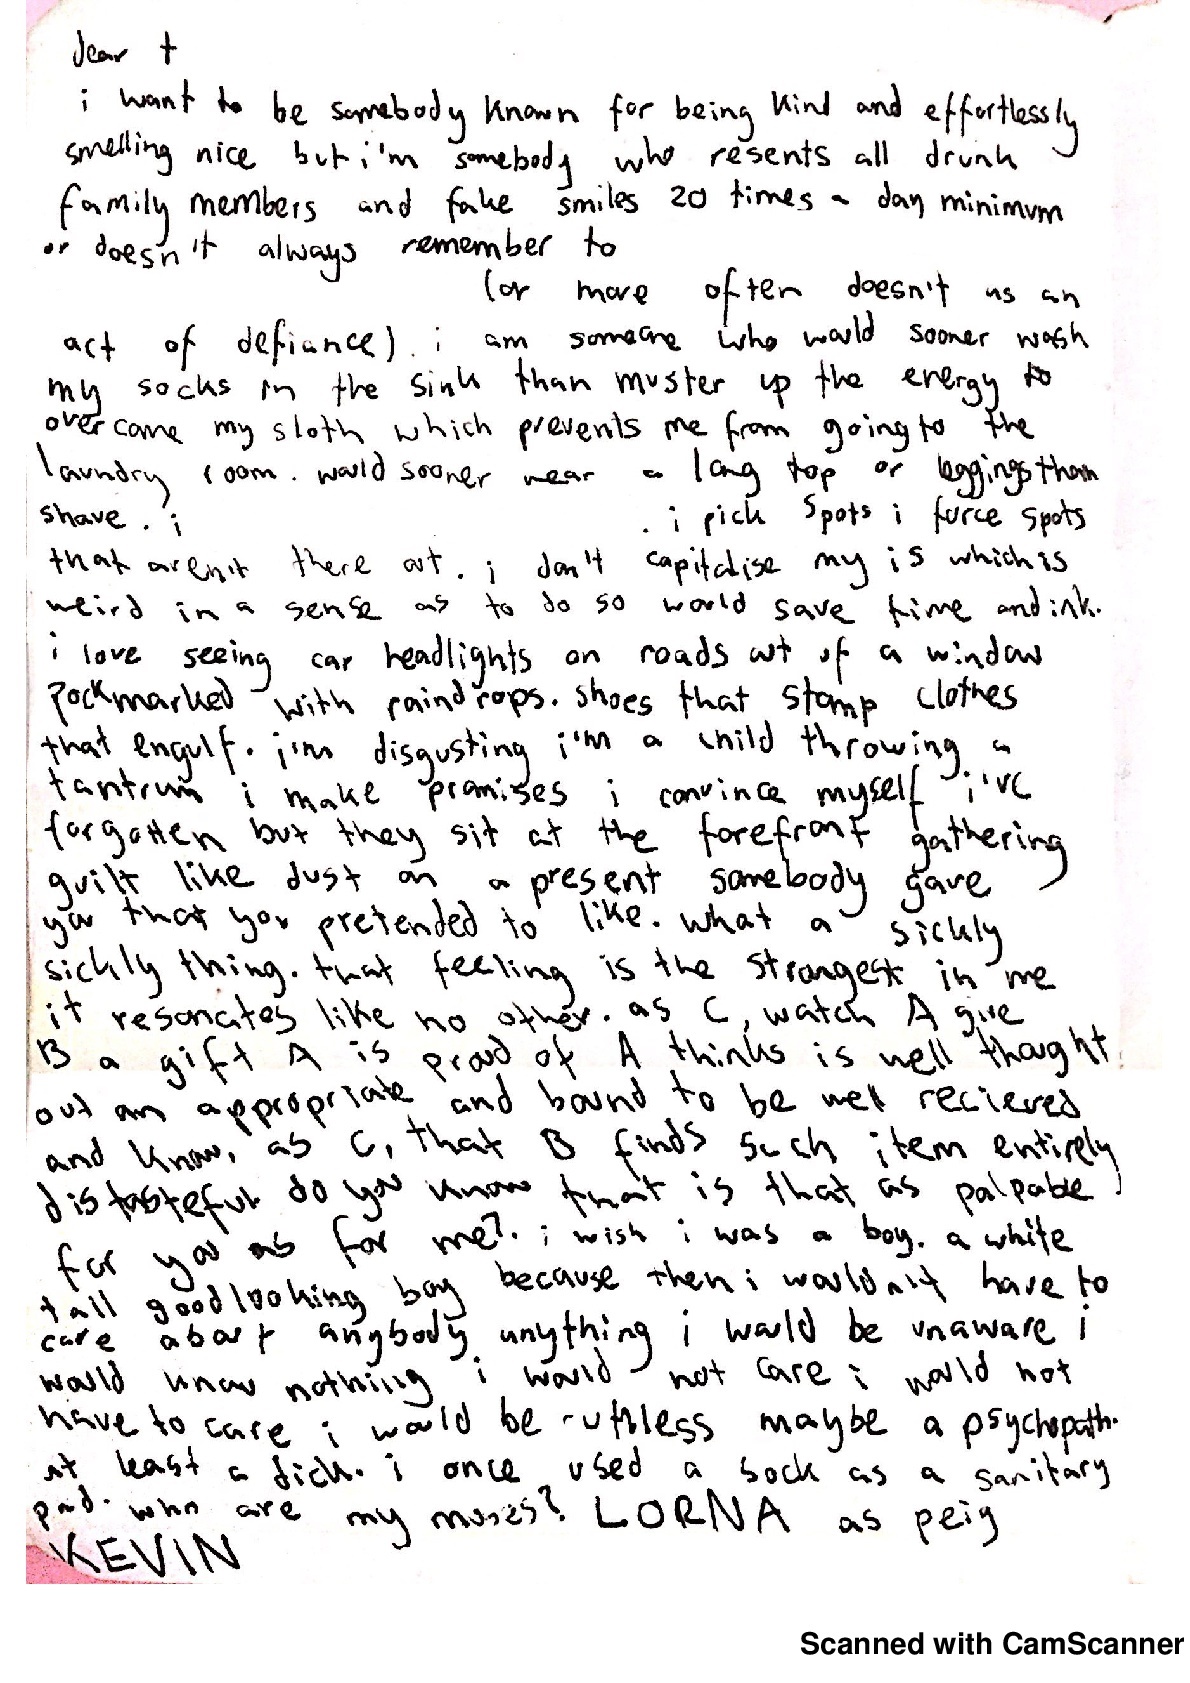 dear t
i want to be somebody known for being kind and effortlessly
smelling nice but i'm somebody who resents all drunk
family members and fake smiles 20 times a day minimum
or doesn't always remember to
(or more often doesn't as an
act of defiance). i am someone who would sooner wash
my socks in the sink than muster up the energy to
overcome my sloth which prevents me from going to the
laundry room. would sooner wear a long top or leggings than
shave. i
. i pick spots i force spots
that aren't there out. i don't capitalise my is which is
weird in a sense as to do so would save time and ink.
i love seeing car headlights on roads out of a window
pockmarked with raindrops. shoes that stomp clothes
that engulf. i'm disgusting i'm a child throwing a
tantrum i make promises i convince myself i've
forgotten but they sit at the forefront gathering
guilt like dust on a present somebody gave
you that you pretended to like. what a sickly
sickly thing. that feeling is the strongest in me
it resonates like no other. as C, watch A give
B a gift A is proud of A thinks is well thought
out an appropriate and bound to be well recieved
and know, as C, that B finds such item entirely
distasteful do you know that is that as palpable
for you as for me?. i wish i was a boy. a white
tall goodlooking boy because then i wouldn't have to
care about anybody anything i would be unaware i
would know nothing i would not care i would not
have to care i would be ruthless maybe a psychopath.
at least a dick. i once used a sock as a sanitary
pad. who are my muses? LORNA as peig
KEVIN
Scanned with CamScanner